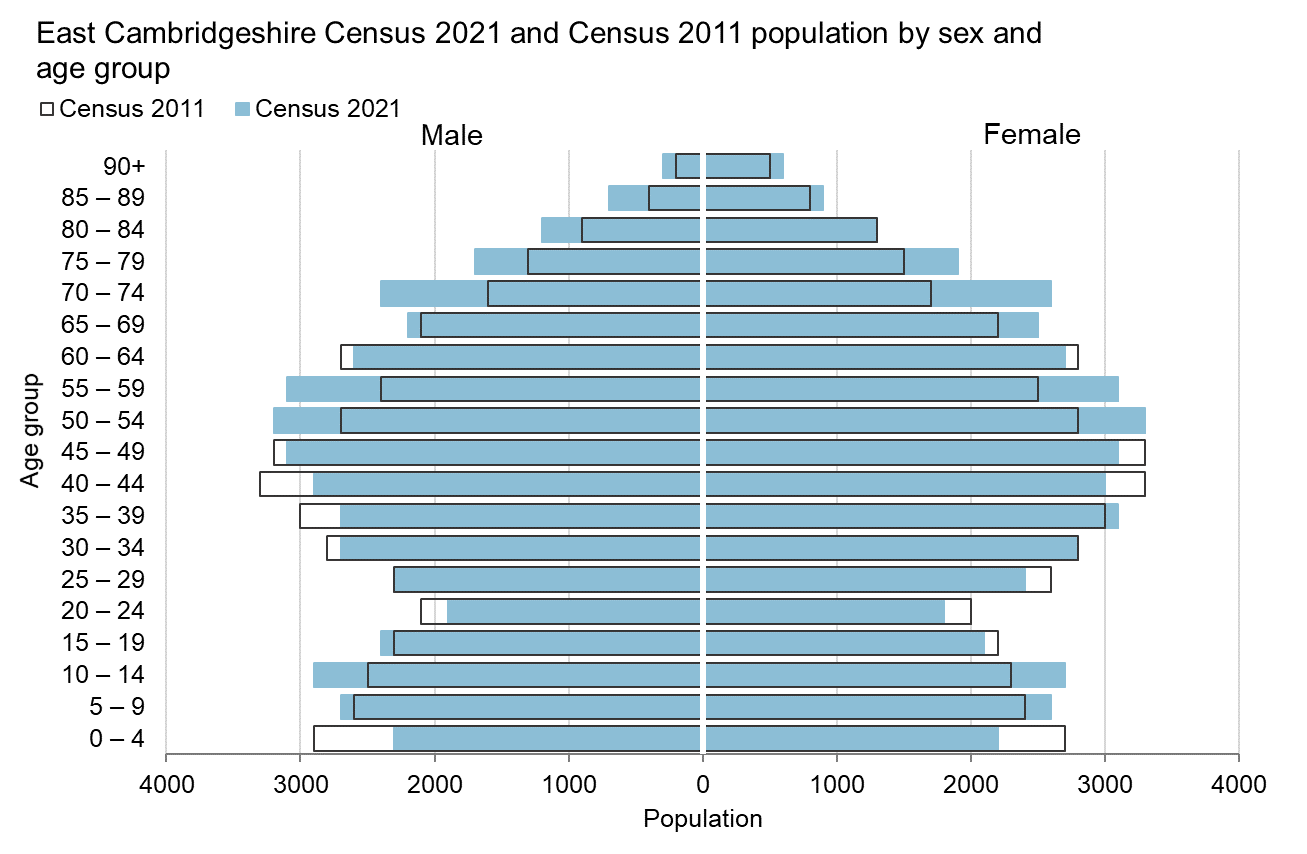 East Cambridgeshire Census 2021 and Census 2011 population by sex and
age group
Census 2011 Census 2021
Male Female
90+
85 – 89
80 – 84
75 – 79
70 – 74
65 – 69
60 – 64
55 – 59
50 – 54
45 – 49
40 – 44
35 – 39
30 – 34
25 – 29
20 – 24
15 – 19
10 – 14
5 – 9
0 – 4
Age group
4000 3000 2000 1000 0 1000 2000 3000 4000
Population